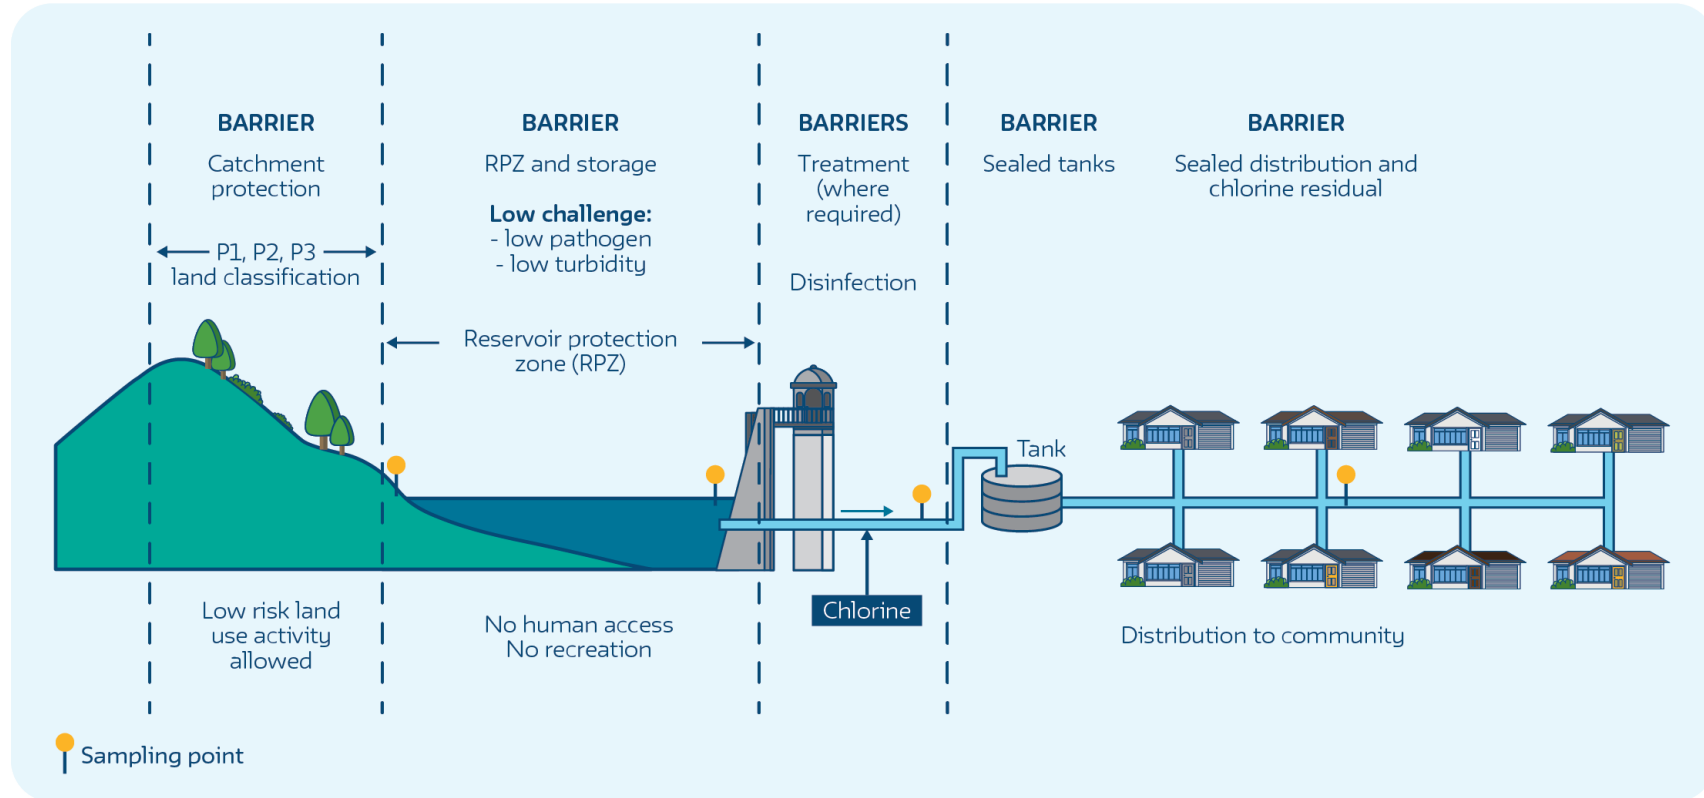 BARRIER
Catchment
protection
P1, P2, P3
land classification
Low risk land
use activity
allowed
BARRIER
RPZ and storage
Low challenge:
- low pathogen
- low turbidity
Reservoir protection
zone (RPZ)
No human access
No recreation
BARRIERS
Treatment
(where
required)
Disinfection
Chlorine
BARRIER
Sealed tanks
Tank
BARRIER
Sealed distribution and
chlorine residual
Distribution to community
Sampling point